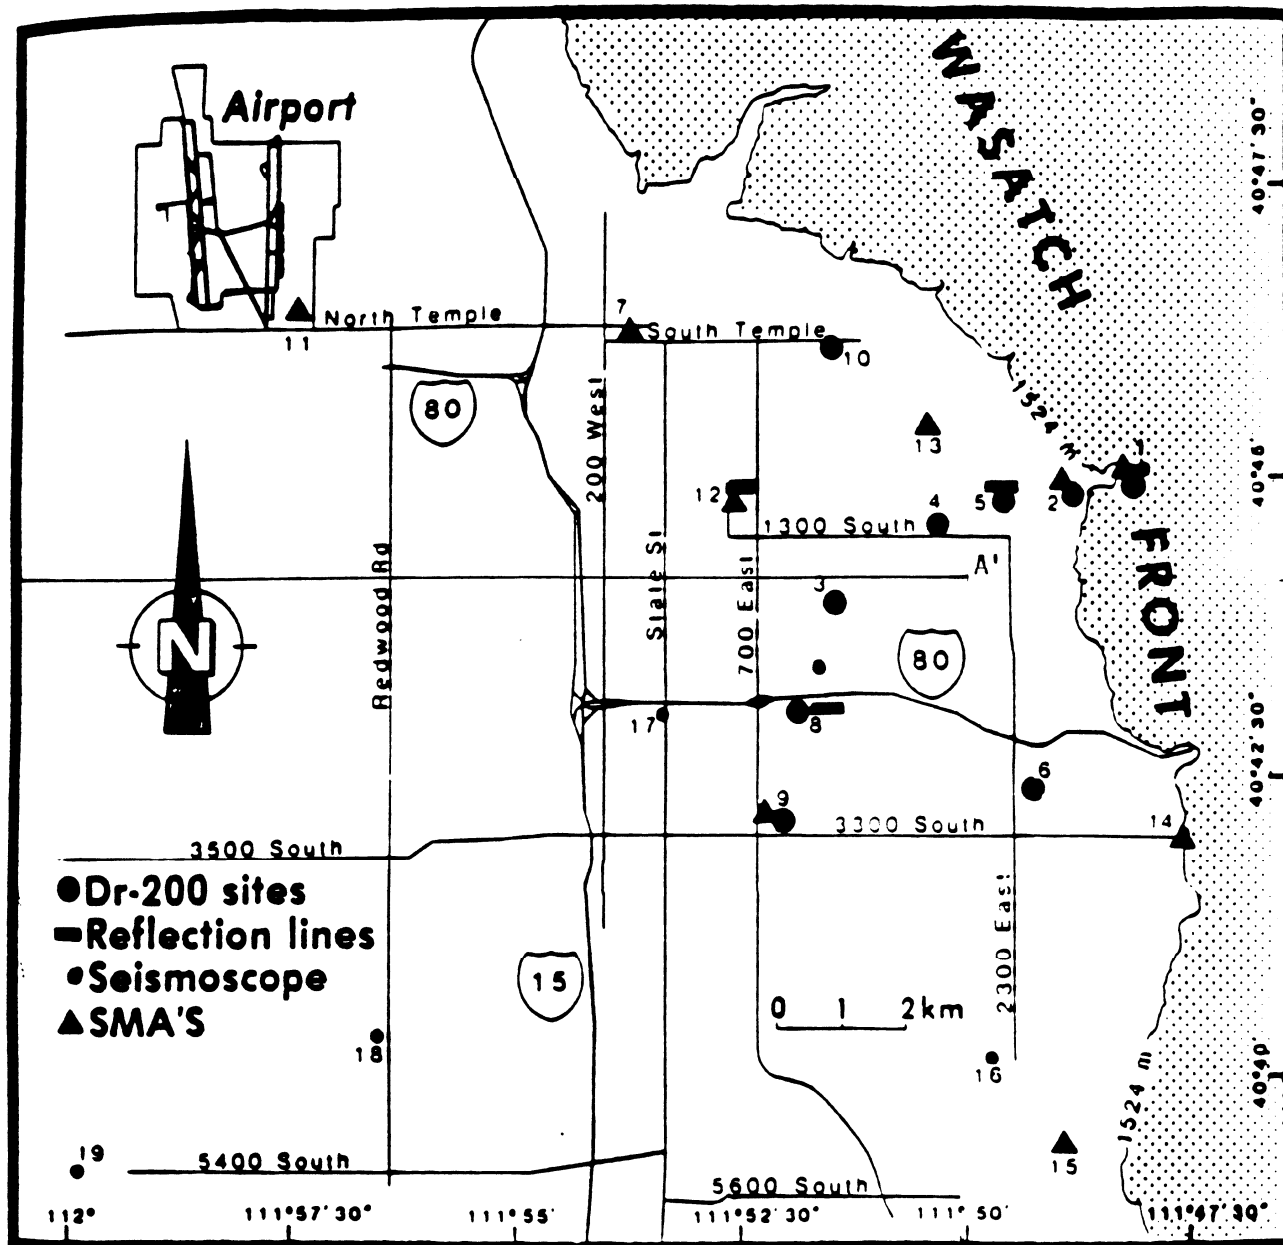 WASATCH
FRONT
Airport
40°47'30"
11
North Temple
7
South Temple
10
80
200 West
1524 m
13
1
40°45'
12
4
5
2
1300 South
A'
Redwood Rd
State St
700 East
3
80
N
17
8
40°42'30"
6
9
3300 South
14
3500 South
Dr-200 sites
Reflection lines
Seismoscope
SMA'S
15
2300 East
0 1 2km
18
16
40°40'
1524 m
19
5400 South
15
5600 South
112°
111°57'30"
111°55'
111°52'30"
111°50'
111°47'30"